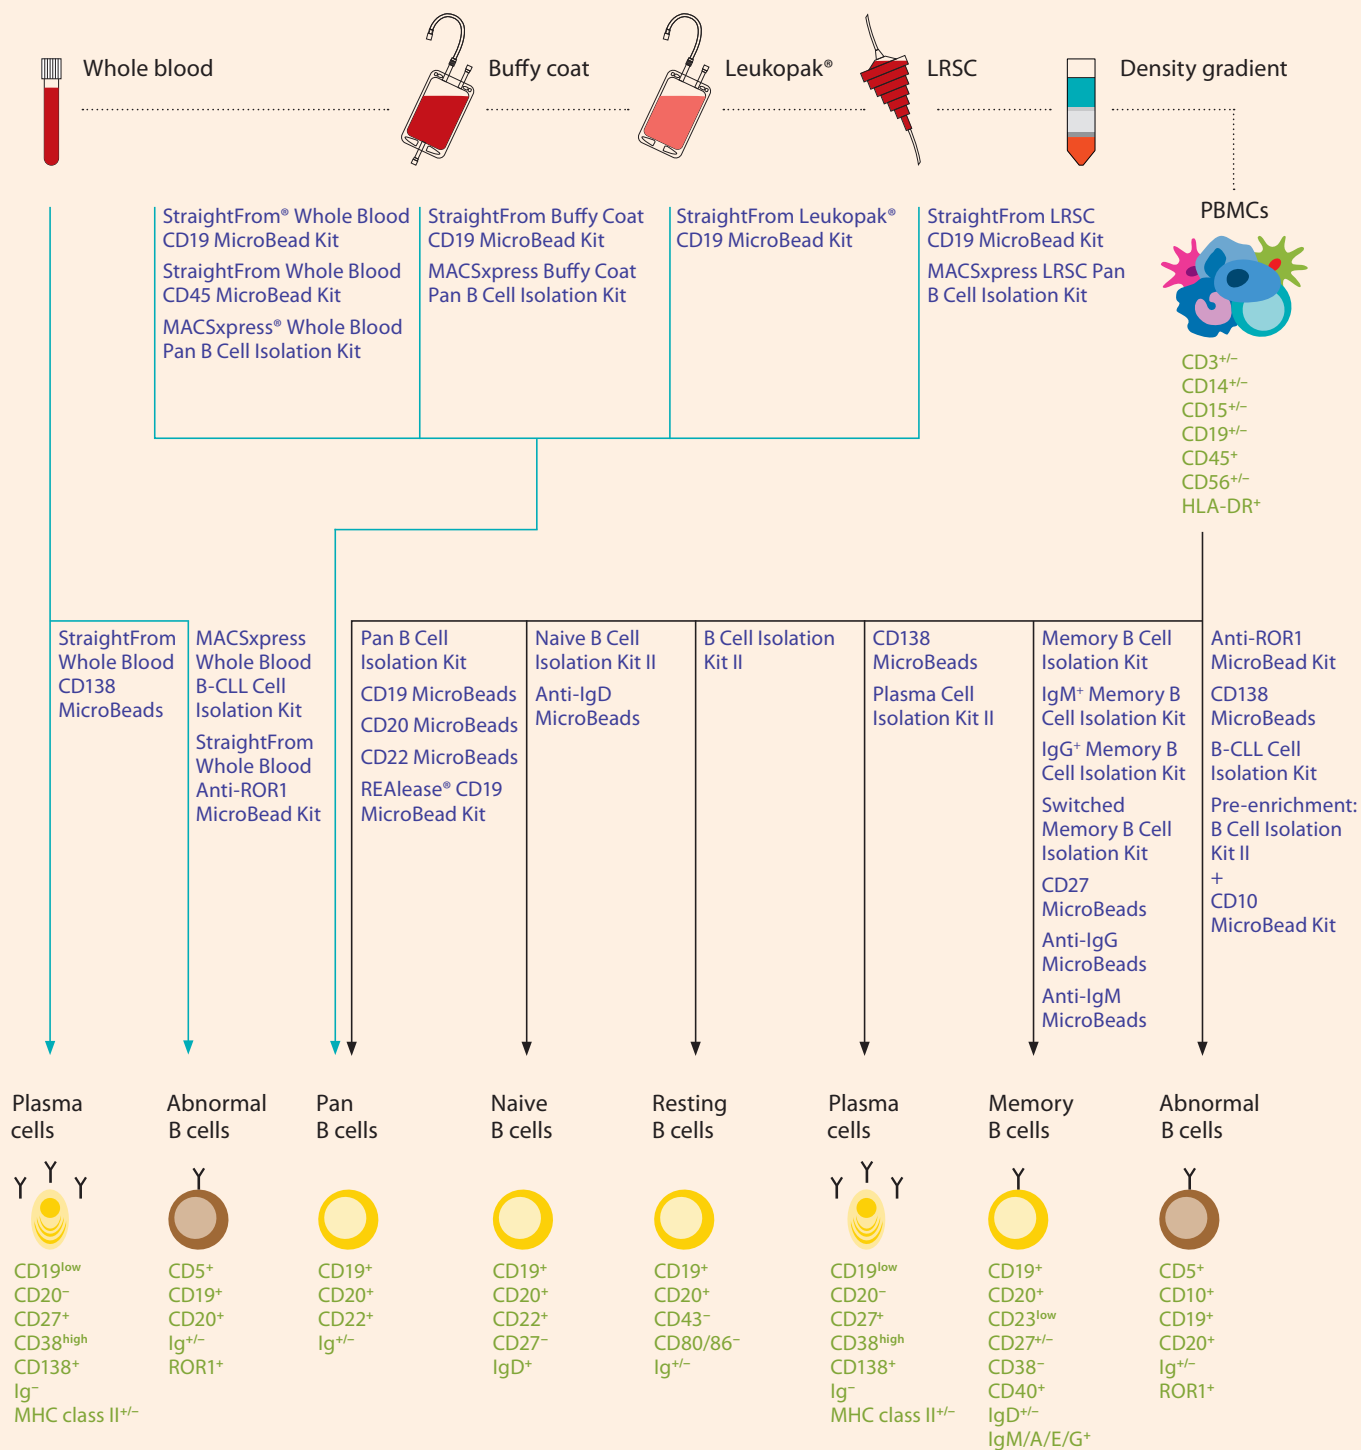 Whole blood
Buffy coat
Leukopak®
LRSC
Density gradient
StraightFrom® Whole Blood
CD19 MicroBead Kit
StraightFrom Whole Blood
CD45 MicroBead Kit
MACSxpress® Whole Blood
Pan B Cell Isolation Kit
StraightFrom Buffy Coat
CD19 MicroBead Kit
MACSxpress Buffy Coat
Pan B Cell Isolation Kit
StraightFrom Leukopak®
CD19 MicroBead Kit
StraightFrom LRSC
CD19 MicroBead Kit
MACSxpress LRSC Pan
B Cell Isolation Kit
PBMCs
CD3+/–
CD14+/–
CD15+/–
CD19+/–
CD45+
CD56+/–
HLA-DR+
StraightFrom
Whole Blood
CD138
MicroBeads
MACSxpress
Whole Blood
B-CLL Cell
Isolation Kit
StraightFrom
Whole Blood
Anti-ROR1
MicroBead Kit
Pan B Cell
Isolation Kit
CD19 MicroBeads
CD20 MicroBeads
CD22 MicroBeads
REAlease® CD19
MicroBead Kit
Naive B Cell
Isolation Kit II
Anti-IgD
MicroBeads
B Cell Isolation
Kit II
CD138
MicroBeads
Plasma Cell
Isolation Kit II
Memory B Cell
Isolation Kit
IgM+ Memory B
Cell Isolation Kit
IgG+ Memory B
Cell Isolation Kit
Switched
Memory B Cell
Isolation Kit
CD27
MicroBeads
Anti-IgG
MicroBeads
Anti-IgM
MicroBeads
Anti-ROR1
MicroBead Kit
CD138
MicroBeads
B-CLL Cell
Isolation Kit
Pre-enrichment:
B Cell Isolation
Kit II
+
CD10
MicroBead Kit
Plasma
cells
CD19low
CD20–
CD27+
CD38high
CD138+
Ig–
MHC class II+/–
Abnormal
B cells
CD5+
CD19+
CD20+
Ig+/–
ROR1+
Pan
B cells
CD19+
CD20+
CD22+
Ig+/–
Naive
B cells
CD19+
CD20+
CD22+
CD27–
IgD+
Resting
B cells
CD19+
CD20+
CD43–
CD80/86–
Ig+/–
Plasma
cells
CD19low
CD20–
CD27+
CD38high
CD138+
Ig–
MHC class II+/–
Memory
B cells
CD19+
CD20+
CD23low
CD27+/–
CD38–
CD40+
IgD+/–
IgM/A/E/G+
Abnormal
B cells
CD5+
CD10+
CD19+
CD20+
Ig+/–
ROR1+